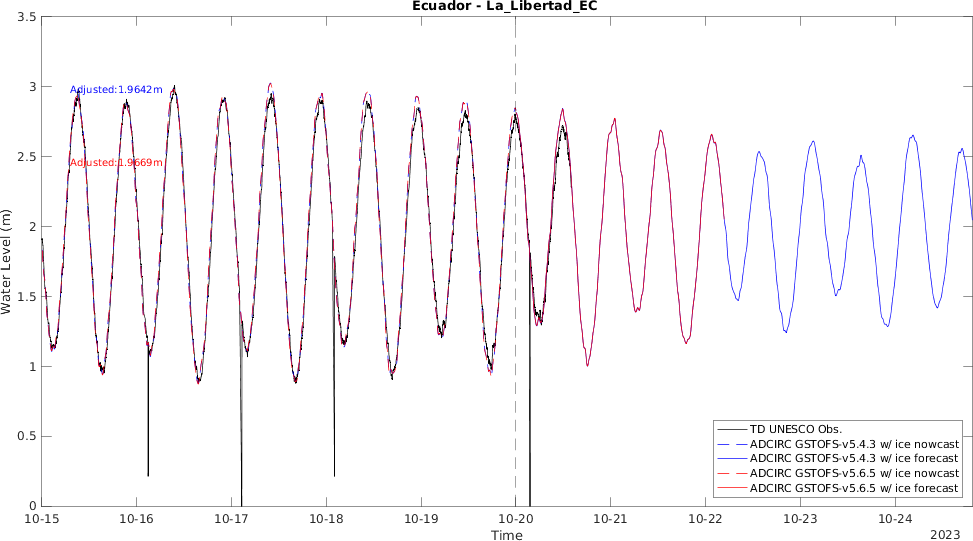 Ecuador - La_Libertad_EC
3.5
3
2.5
2
1.5
1
0.5
0
Water Level (m)
Adjusted:1.9642m
Adjusted:1.9669m
TD UNESCO Obs.
ADCIRC GSTOFS-v5.4.3 w/ ice nowcast
ADCIRC GSTOFS-v5.4.3 w/ ice forecast
ADCIRC GSTOFS-v5.6.5 w/ ice nowcast
ADCIRC GSTOFS-v5.6.5 w/ ice forecast
10-15 10-16 10-17 10-18 10-19 10-20 10-21 10-22 10-23 10-24
Time
2023